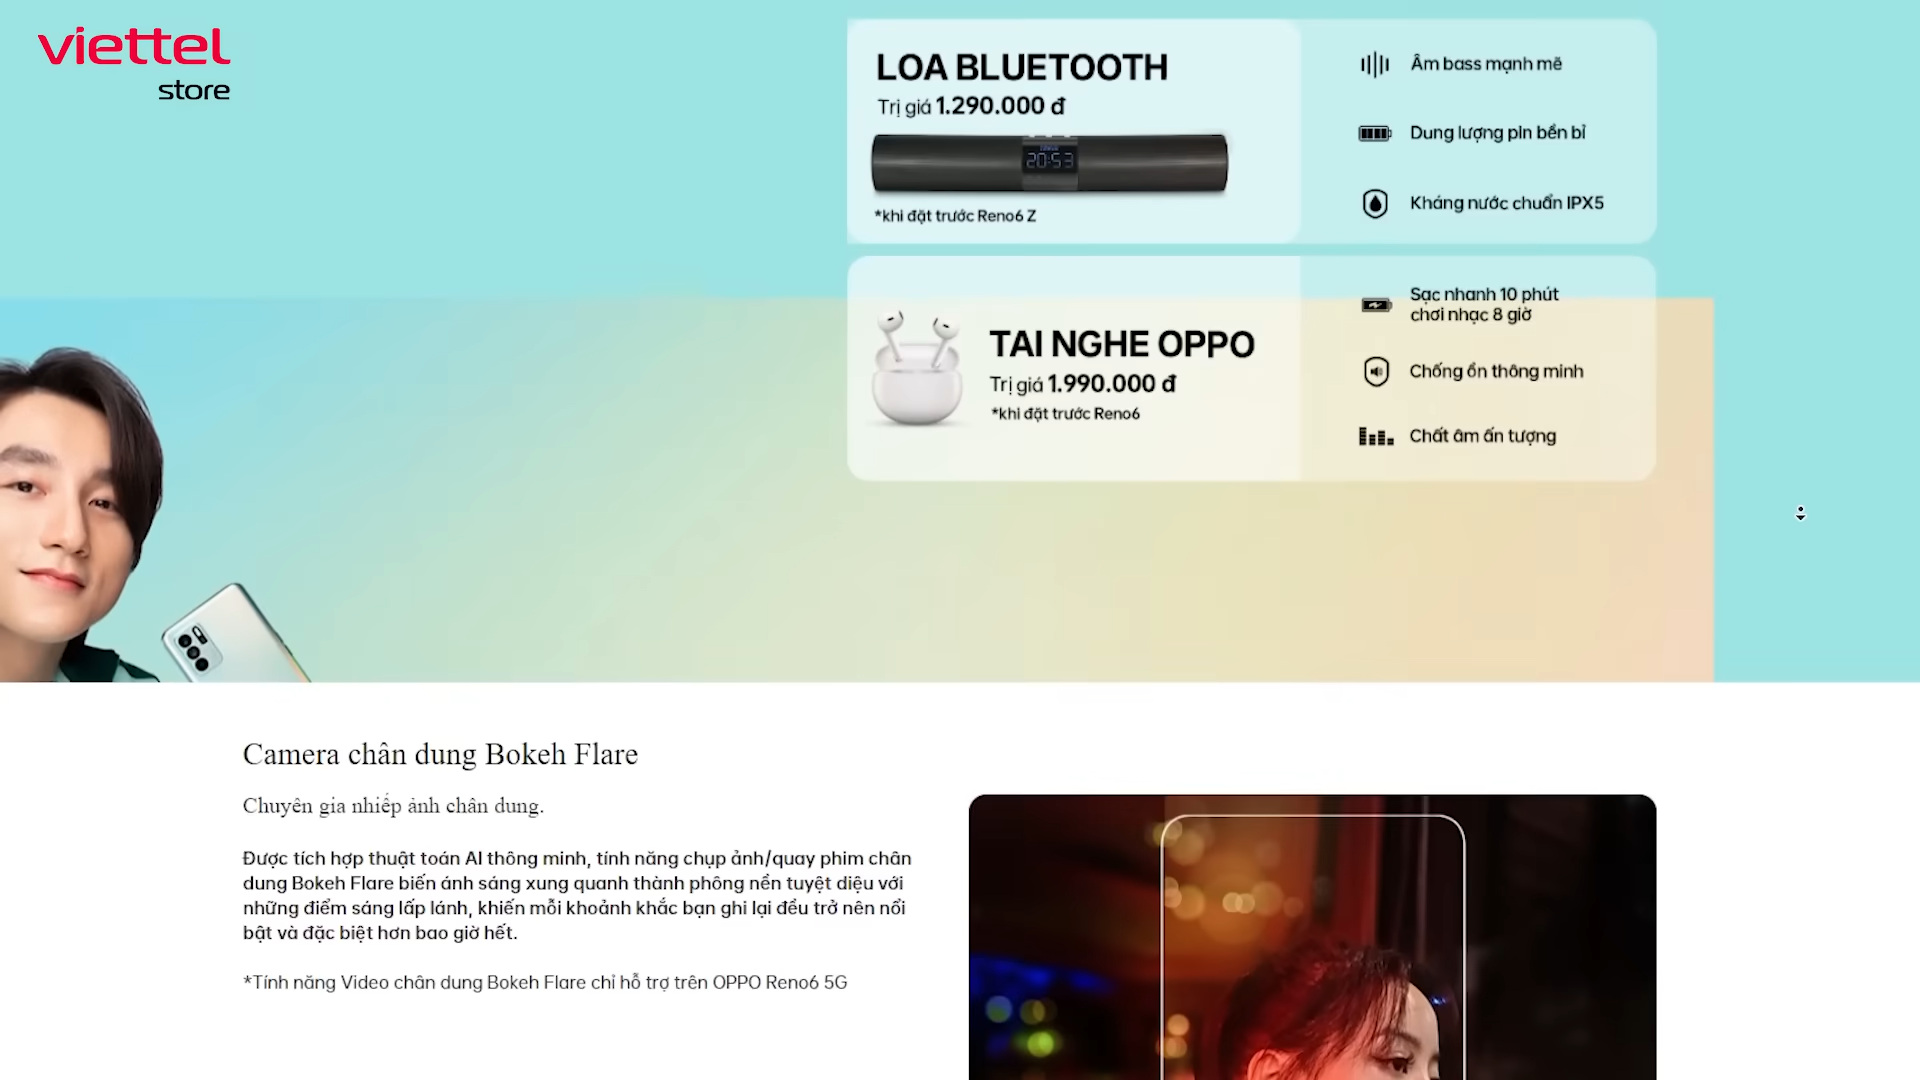 viettel
store
LOA BLUETOOTH
Trị giá 1.290.000 đ
20:53
*khi đặt trước Reno6 Z
Âm bass mạnh mẽ
Dung lượng pin bền bỉ
Kháng nước chuẩn IPX5
TAI NGHE OPPO
Trị giá 1.990.000 đ
*khi đặt trước Reno6
Sạc nhanh 10 phút
chơi nhạc 8 giờ
Chống ồn thông minh
Chất âm ấn tượng
Camera chân dung Bokeh Flare
Chuyên gia nhiếp ảnh chân dung.
Được tích hợp thuật toán AI thông minh, tính năng chụp ảnh/quay phim chân
dung Bokeh Flare biến ánh sáng xung quanh thành phông nền tuyệt diệu với
những điểm sáng lấp lánh, khiến mỗi khoảnh khắc bạn ghi lại đều trở nên nổi
bật và đặc biệt hơn bao giờ hết.
*Tính năng Video chân dung Bokeh Flare chỉ hỗ trợ trên OPPO Reno6 5G